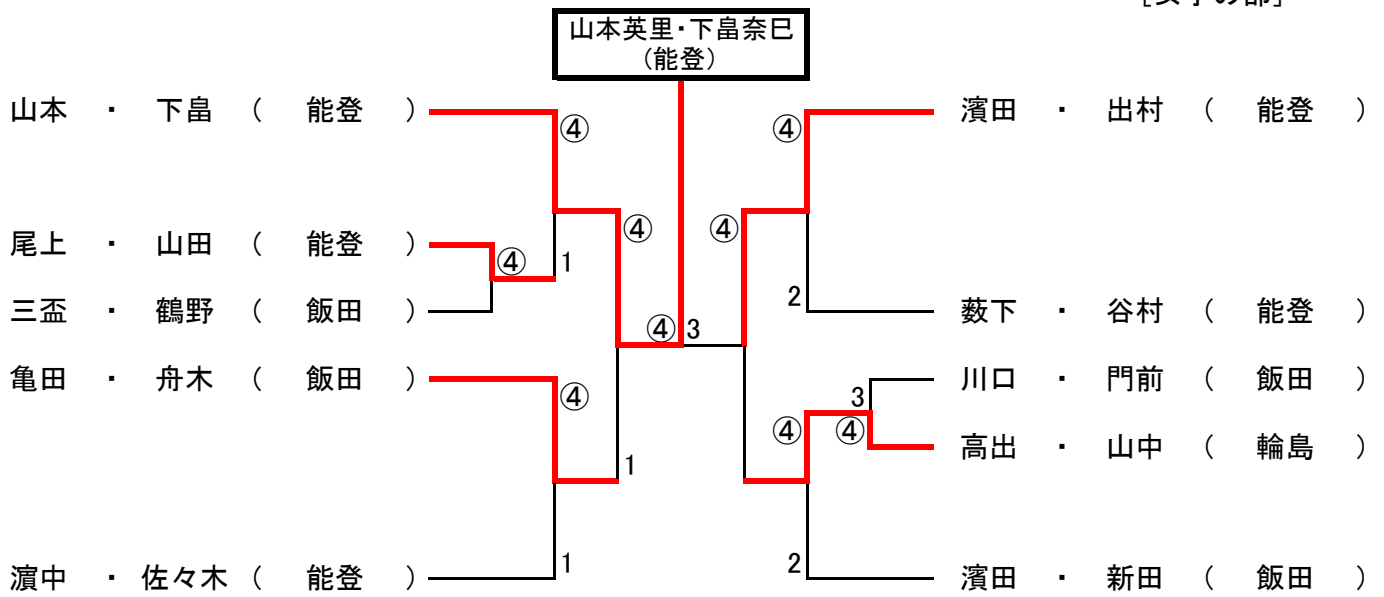 [女子の部]
山本英里・下畠奈巳
(能登)
山本 ・ 下畠 ( 能登 ) 濱田 ・ 出村 ( 能登 )
④ ④
④ ④
尾上 ・ 山田 ( 能登 )
④ 1
三盃 ・ 鶴野 ( 飯田 ) 2 薮下 ・ 谷村 ( 能登 )
④ 3
亀田 ・ 舟木 ( 飯田 ) 川口 ・ 門前 ( 飯田 )
④ 3
④ ④
高出 ・ 山中 ( 輪島 )
1
1 2
濵中 ・ 佐々木 ( 能登 ) 濱田 ・ 新田 ( 飯田 )